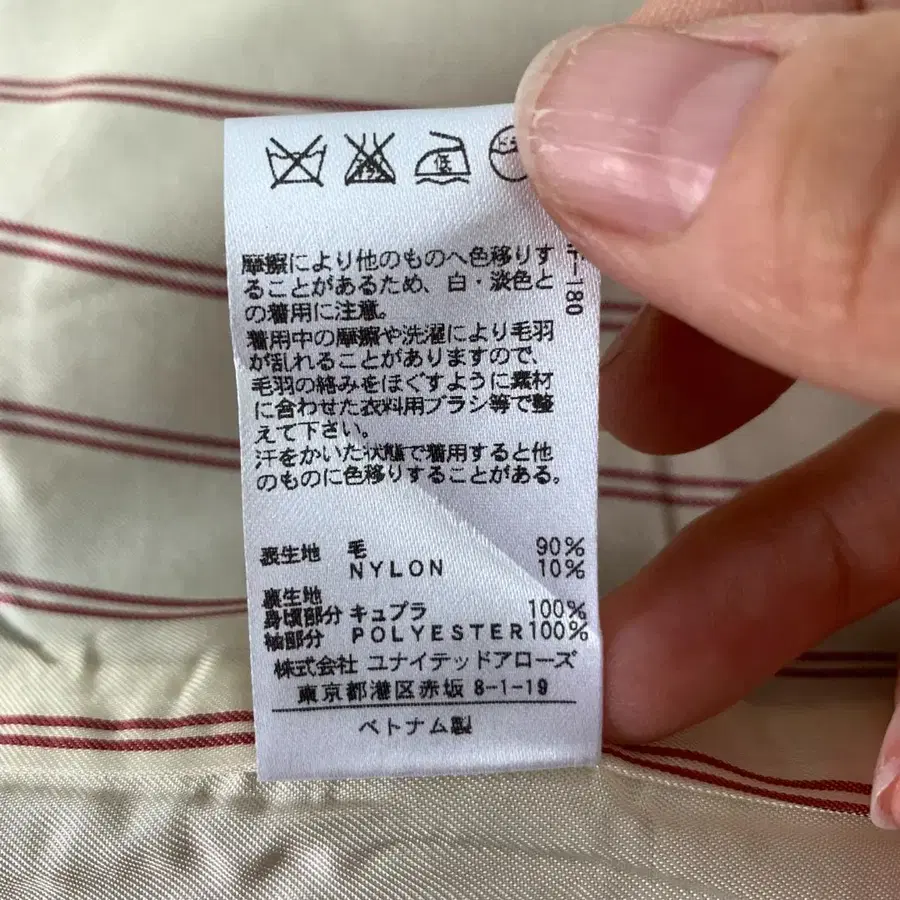 低
ドラ
摩擦により他のものへ色移りす
ることがあるため、白・淡色と
の着用に注意。
着用中の摩擦や洗濯により毛羽
が乱れることがありますので、
毛羽の絡みをほぐすように素材
に合わせた衣料用ブラシ等で整
えて下さい。
汗をかいた状態で着用すると他
のものに色移りすることがある。
-180
表生地 毛 90%
NYLON 10%
裏生地
身頃部分 キュプラ 100%
袖部分 POLYESTER 100%
株式会社 ユナイテッドアローズ
東京都港区赤坂 8-1-19
ベトナム製